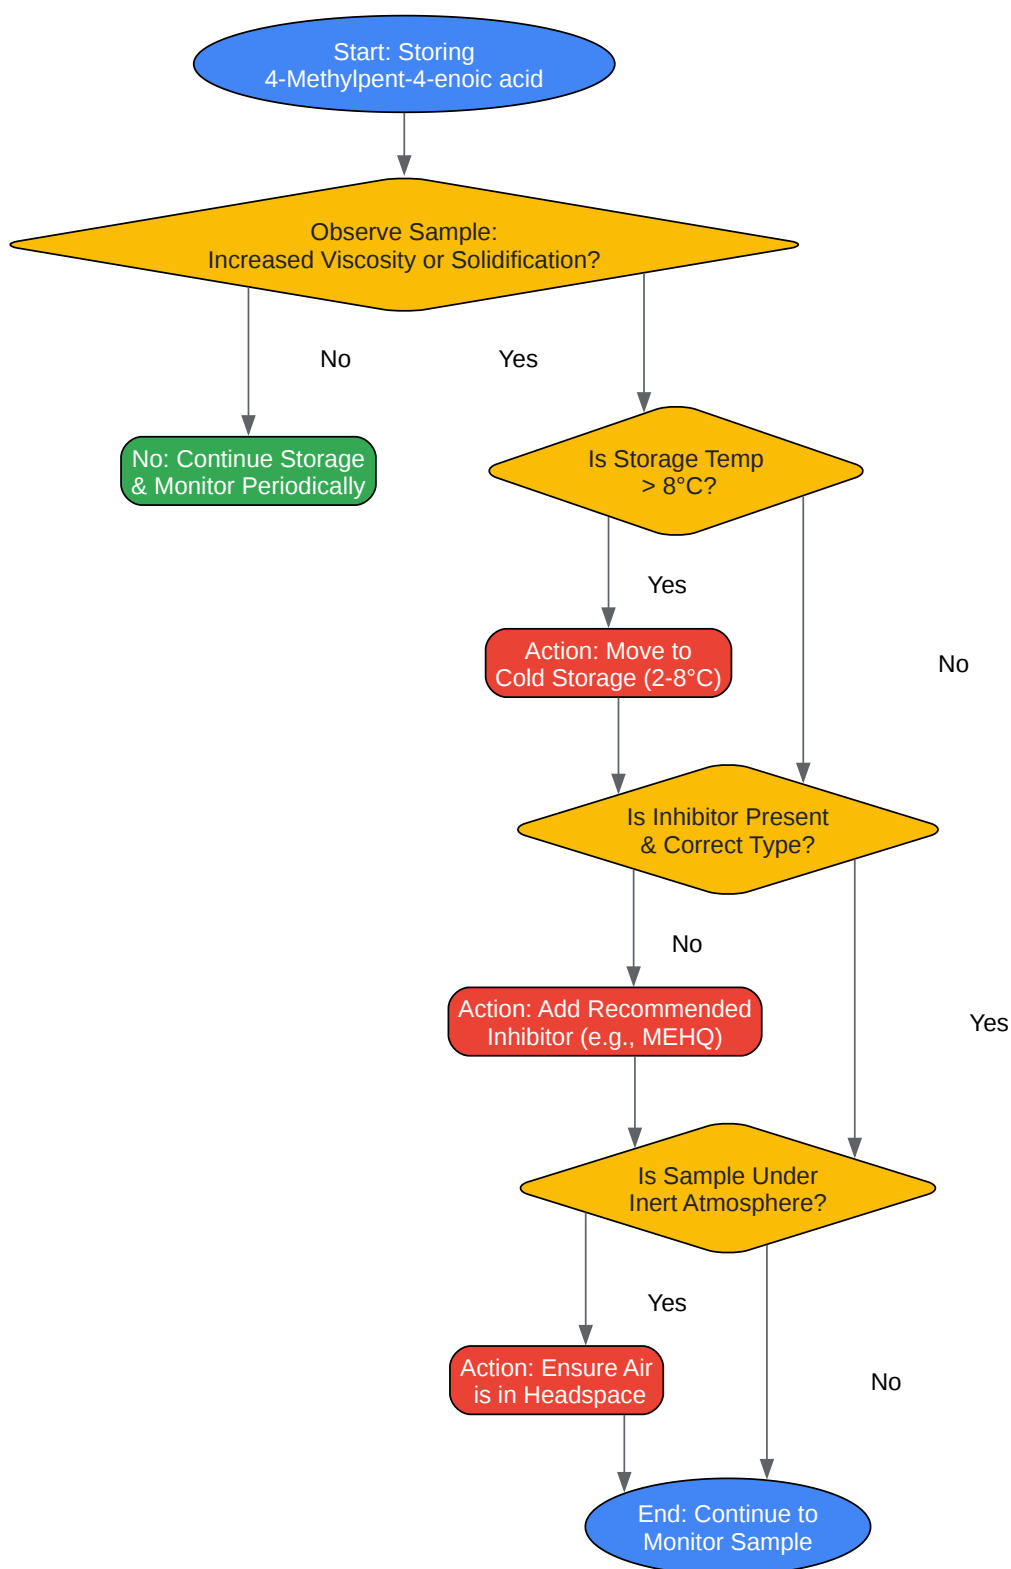 Start: Storing
4-Methylpent-4-enoic acid
Observe Sample:
Increased Viscosity or Solidification?
No
Yes
No: Continue Storage
& Monitor Periodically
Is Storage Temp
> 8°C?
Yes
No
Action: Move to
Cold Storage (2-8°C)
Is Inhibitor Present
& Correct Type?
No
Yes
Action: Add Recommended
Inhibitor (e.g., MEHQ)
Is Sample Under
Inert Atmosphere?
Yes
No
Action: Ensure Air
is in Headspace
End: Continue to
Monitor Sample